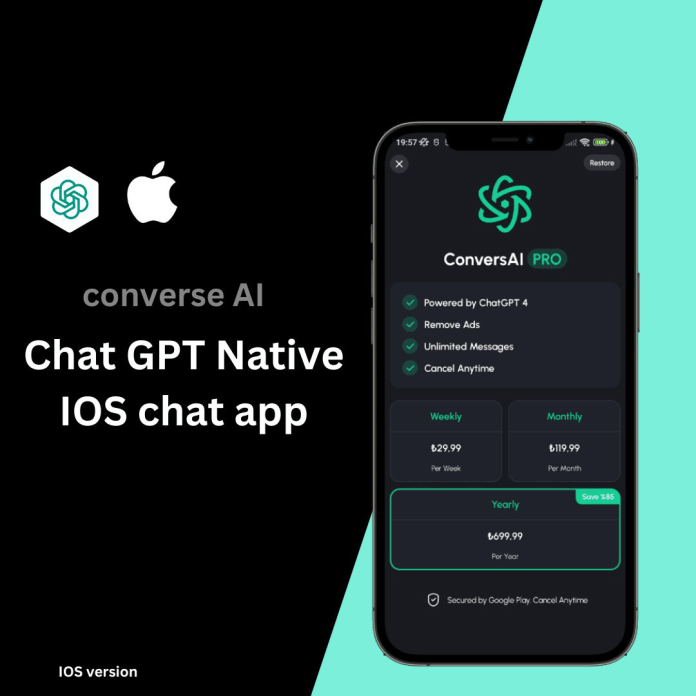 converse AI
Chat GPT Native
IOS chat app
IOS version
19:57
Restore
ConversAI PRO
Powered by ChatGPT 4
Remove Ads
Unlimited Messages
Cancel Anytime
Weekly
₺29.99
Per Week
Monthly
₺119.99
Per Month
Save %85
Yearly
₺699.99
Per Year
Secured by Google Play. Cancel Anytime